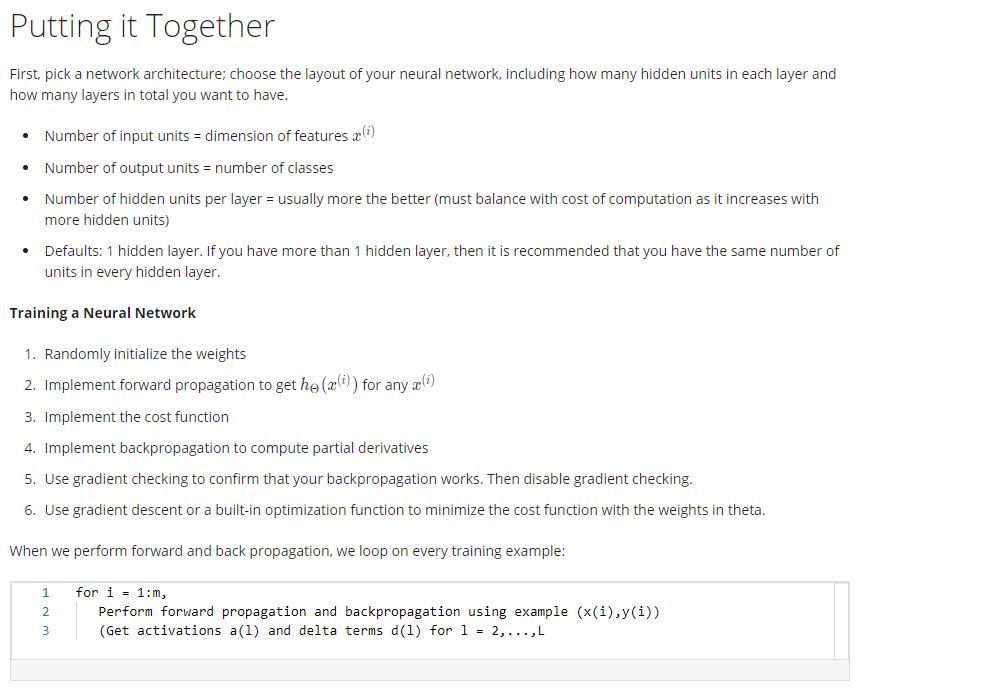 Putting it Together
First, pick a network architecture; choose the layout of your neural network, including how many hidden units in each layer and
how many layers in total you want to have.
• Number of input units = dimension of features x^(i)
• Number of output units = number of classes
• Number of hidden units per layer = usually more the better (must balance with cost of computation as it increases with
more hidden units)
• Defaults: 1 hidden layer. If you have more than 1 hidden layer, then it is recommended that you have the same number of
units in every hidden layer.
Training a Neural Network
1. Randomly initialize the weights
2. Implement forward propagation to get h_Θ(x^(i)) for any x^(i)
3. Implement the cost function
4. Implement backpropagation to compute partial derivatives
5. Use gradient checking to confirm that your backpropagation works. Then disable gradient checking.
6. Use gradient descent or a built-in optimization function to minimize the cost function with the weights in theta.
When we perform forward and back propagation, we loop on every training example:
1 for i = 1:m,
2 Perform forward propagation and backpropagation using example (x(i),y(i))
3 (Get activations a(l) and delta terms d(l) for l = 2,...,L